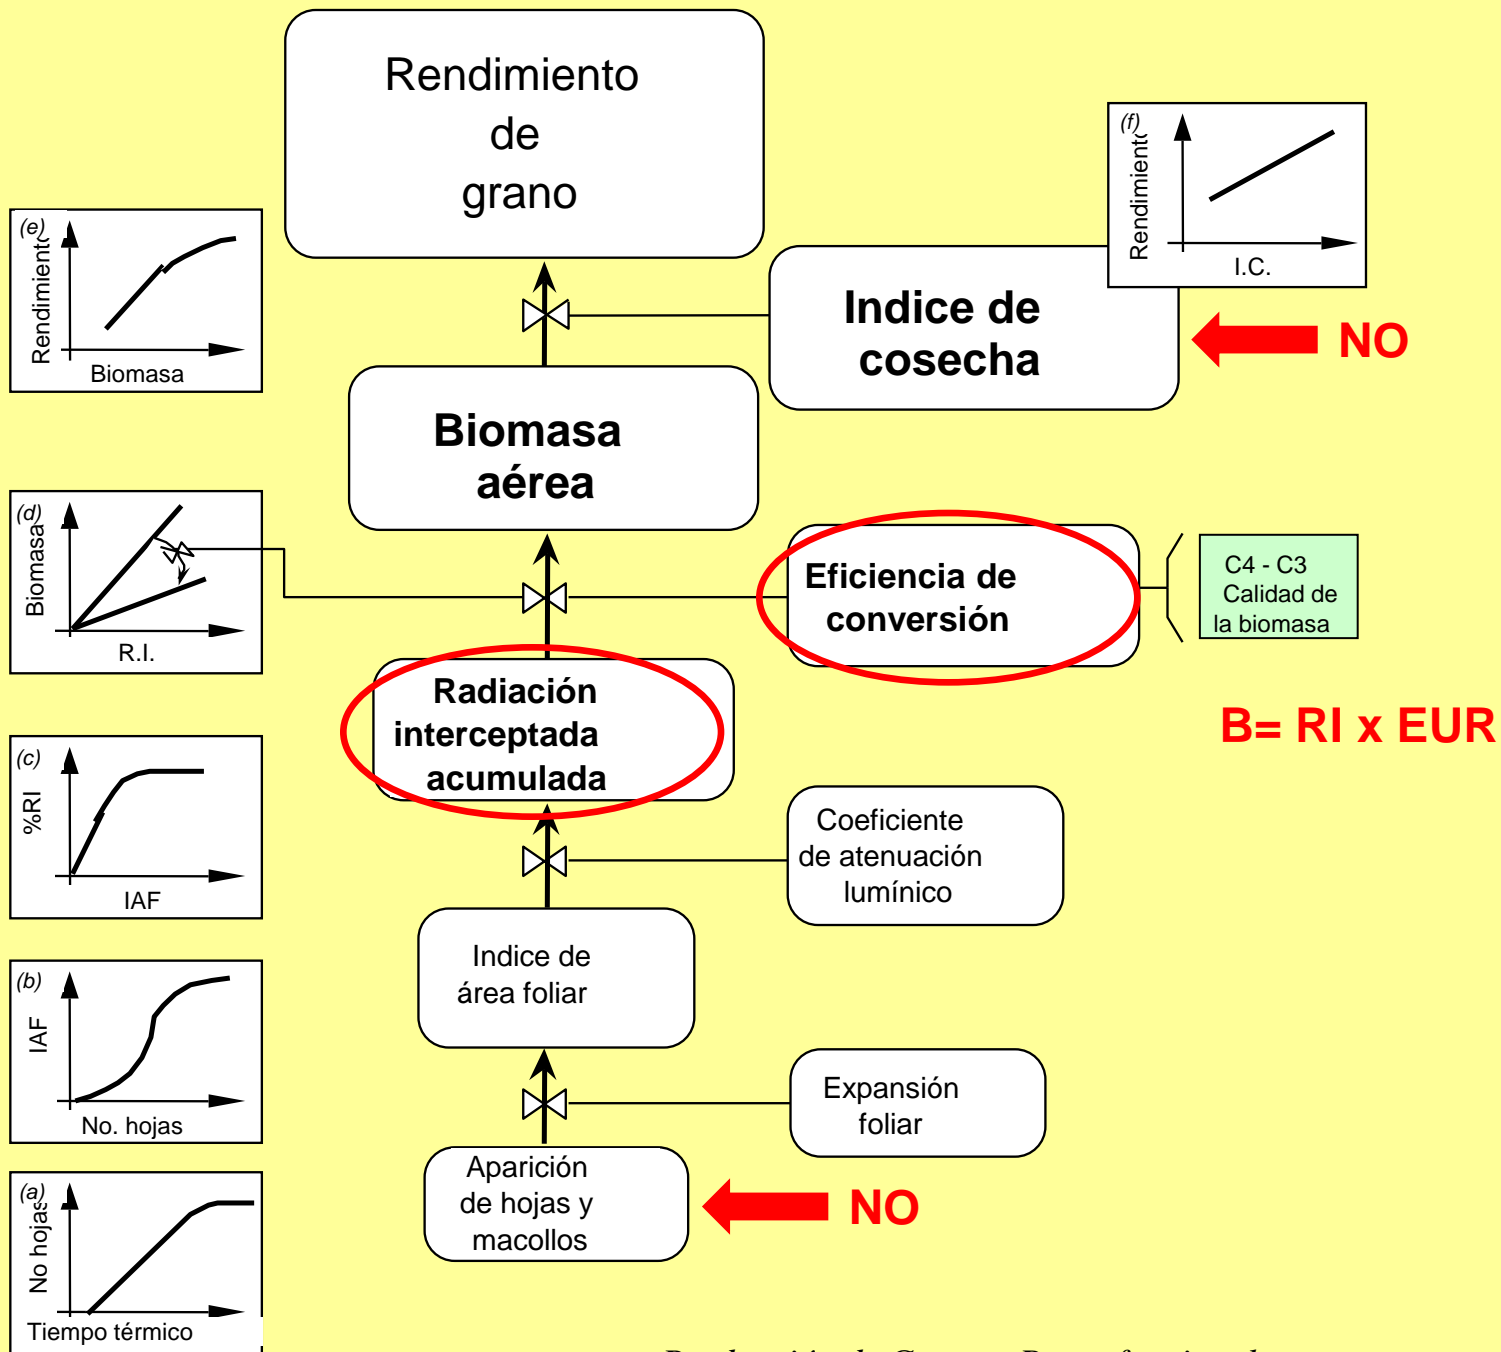 Rendimiento
de
grano
(f)
Rendimiento
I.C.
(e)
Rendimiento
Biomasa
Indice de
cosecha
NO
Biomasa
aérea
(d)
Biomasa
R.I.
Eficiencia de
conversión
C4 - C3
Calidad de
la biomasa
Radiación
interceptada
acumulada
B= RI x EUR
(c)
%RI
IAF
Coeficiente
de atenuación
lumínico
Indice de
área foliar
(b)
IAF
No. hojas
Expansión
foliar
Aparición
de hojas y
macollos
NO
(a)
No hojas
Tiempo térmico